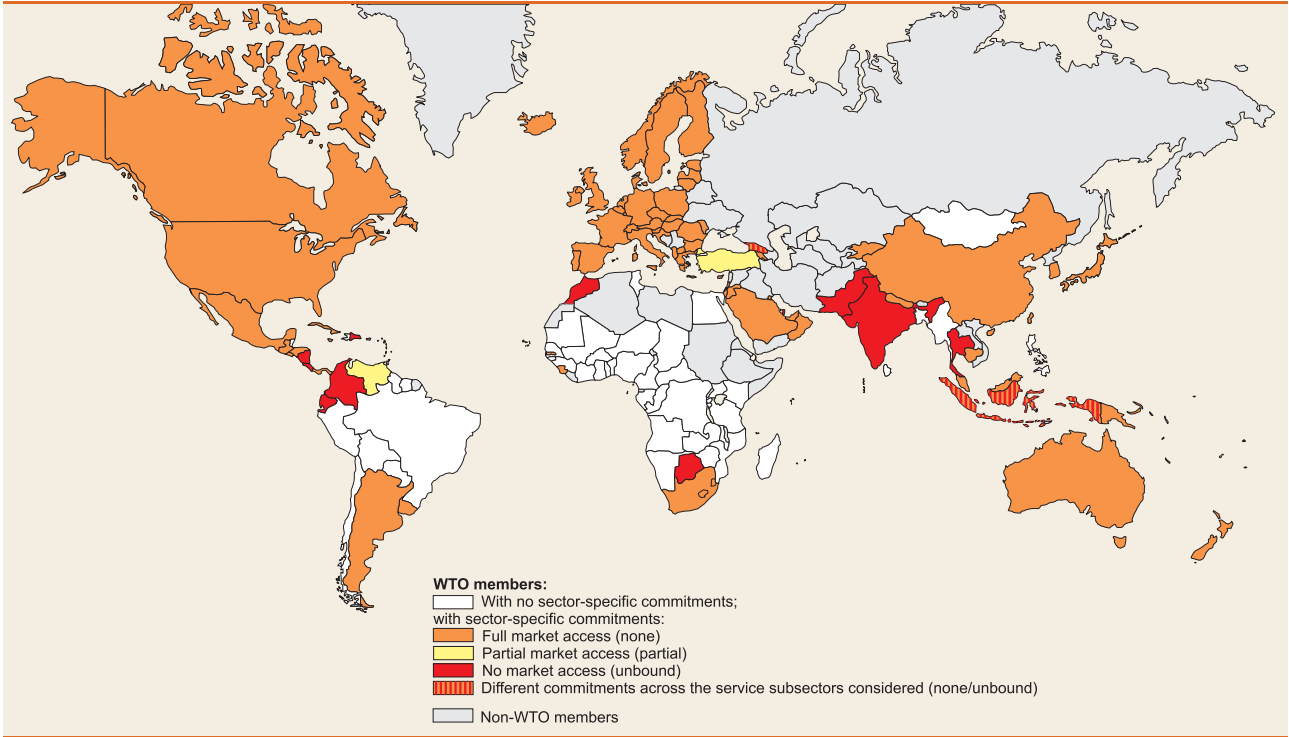 WTO members:
With no sector-specific commitments;
with sector-specific commitments:
Full market access (none)
Partial market access (partial)
No market access (unbound)
Different commitments across the service subsectors considered (none/unbound)
Non-WTO members